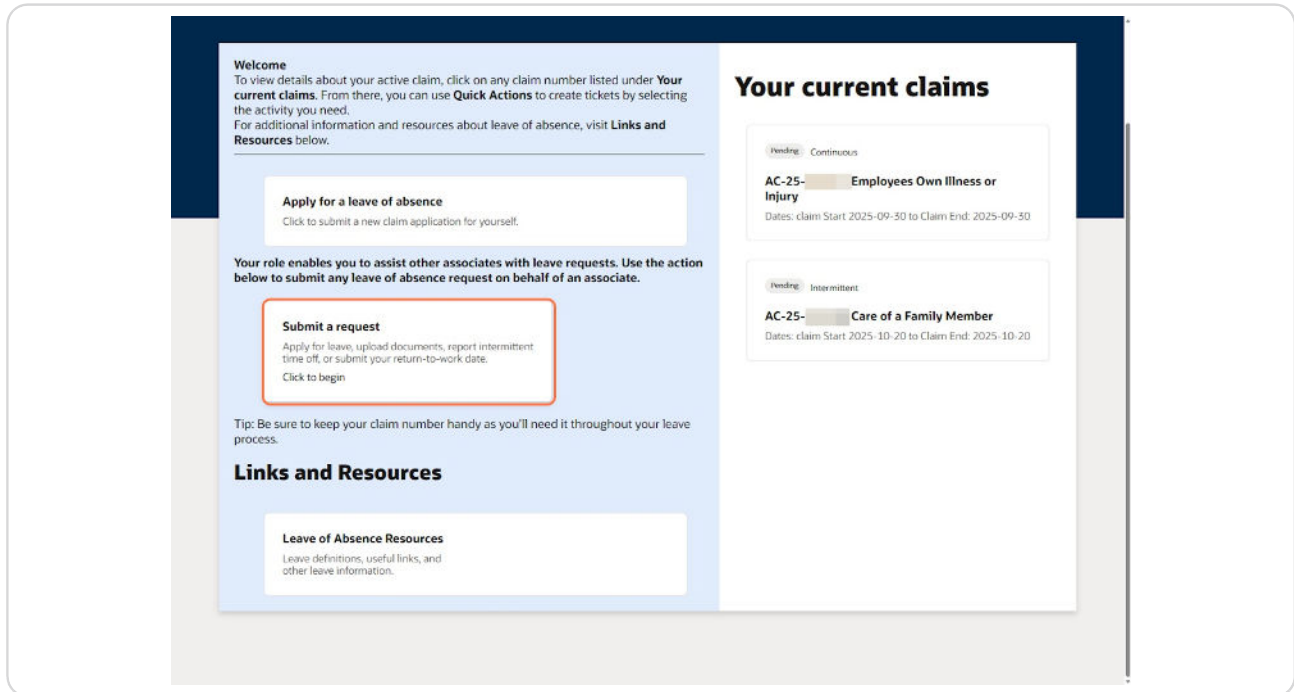 Welcome
To view details about your active claim, click on any claim number listed under Your
current claims. From there, you can use Quick Actions to create tickets by selecting
the activity you need.
For additional information and resources about leave of absence, visit Links and
Resources below.
Apply for a leave of absence
Click to submit a new claim application for yourself.
Your role enables you to assist other associates with leave requests. Use the action
below to submit any leave of absence request on behalf of an associate.
Submit a request
Apply for leave, upload documents, report intermittent
time off, or submit your return-to-work date.
Click to begin
Tip: Be sure to keep your claim number handy as you'll need it throughout your leave
process.
Links and Resources
Leave of Absence Resources
Leave definitions, useful links, and
other leave information.
Your current claims
Pending Continuous
AC-25- Employees Own Illness or
Injury
Dates: claim Start 2025-09-30 to Claim End: 2025-09-30
Pending Intermittent
AC-25- Care of a Family Member
Dates: claim Start 2025-10-20 to Claim End: 2025-10-20